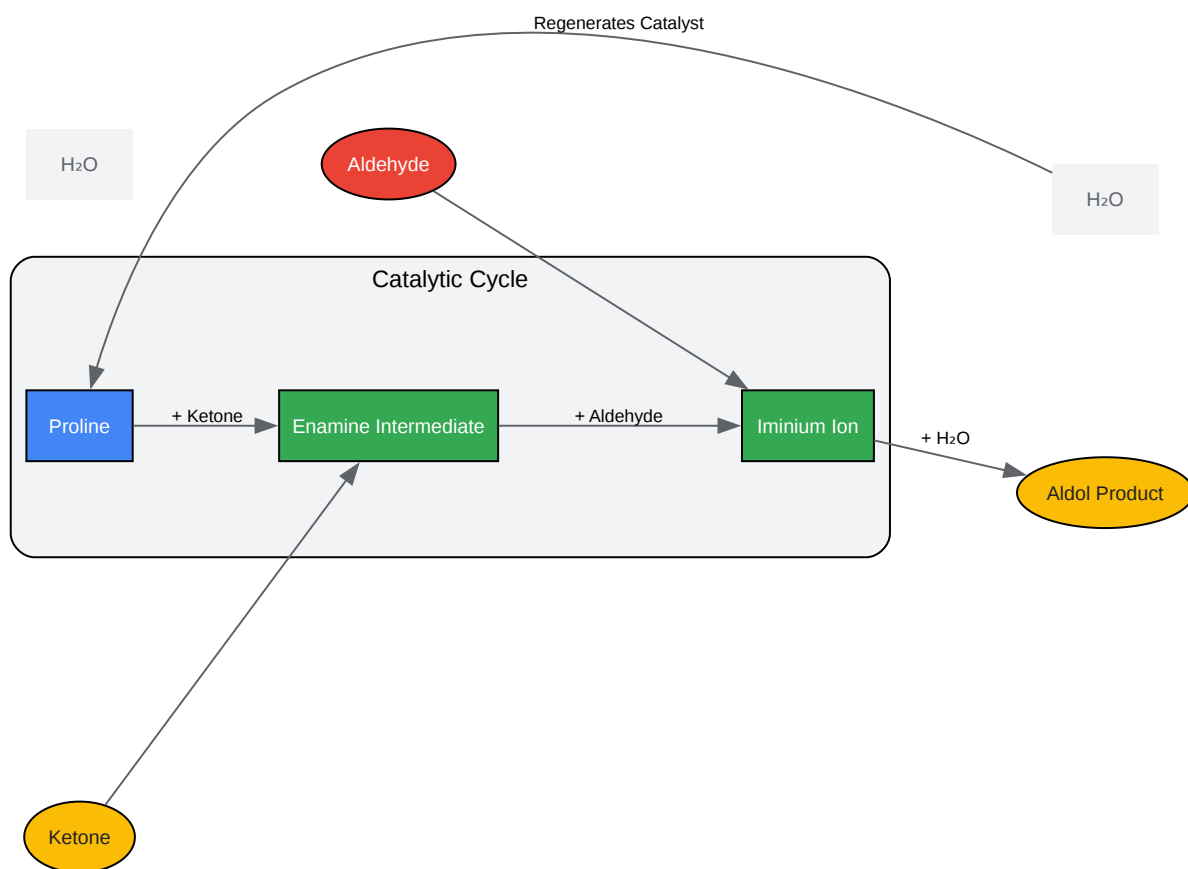 Regenerates Catalyst
H₂O
Aldehyde
H₂O
Catalytic Cycle
Proline
+ Ketone
Enamine Intermediate
+ Aldehyde
Iminium Ion
+ H₂O
Aldol Product
Ketone